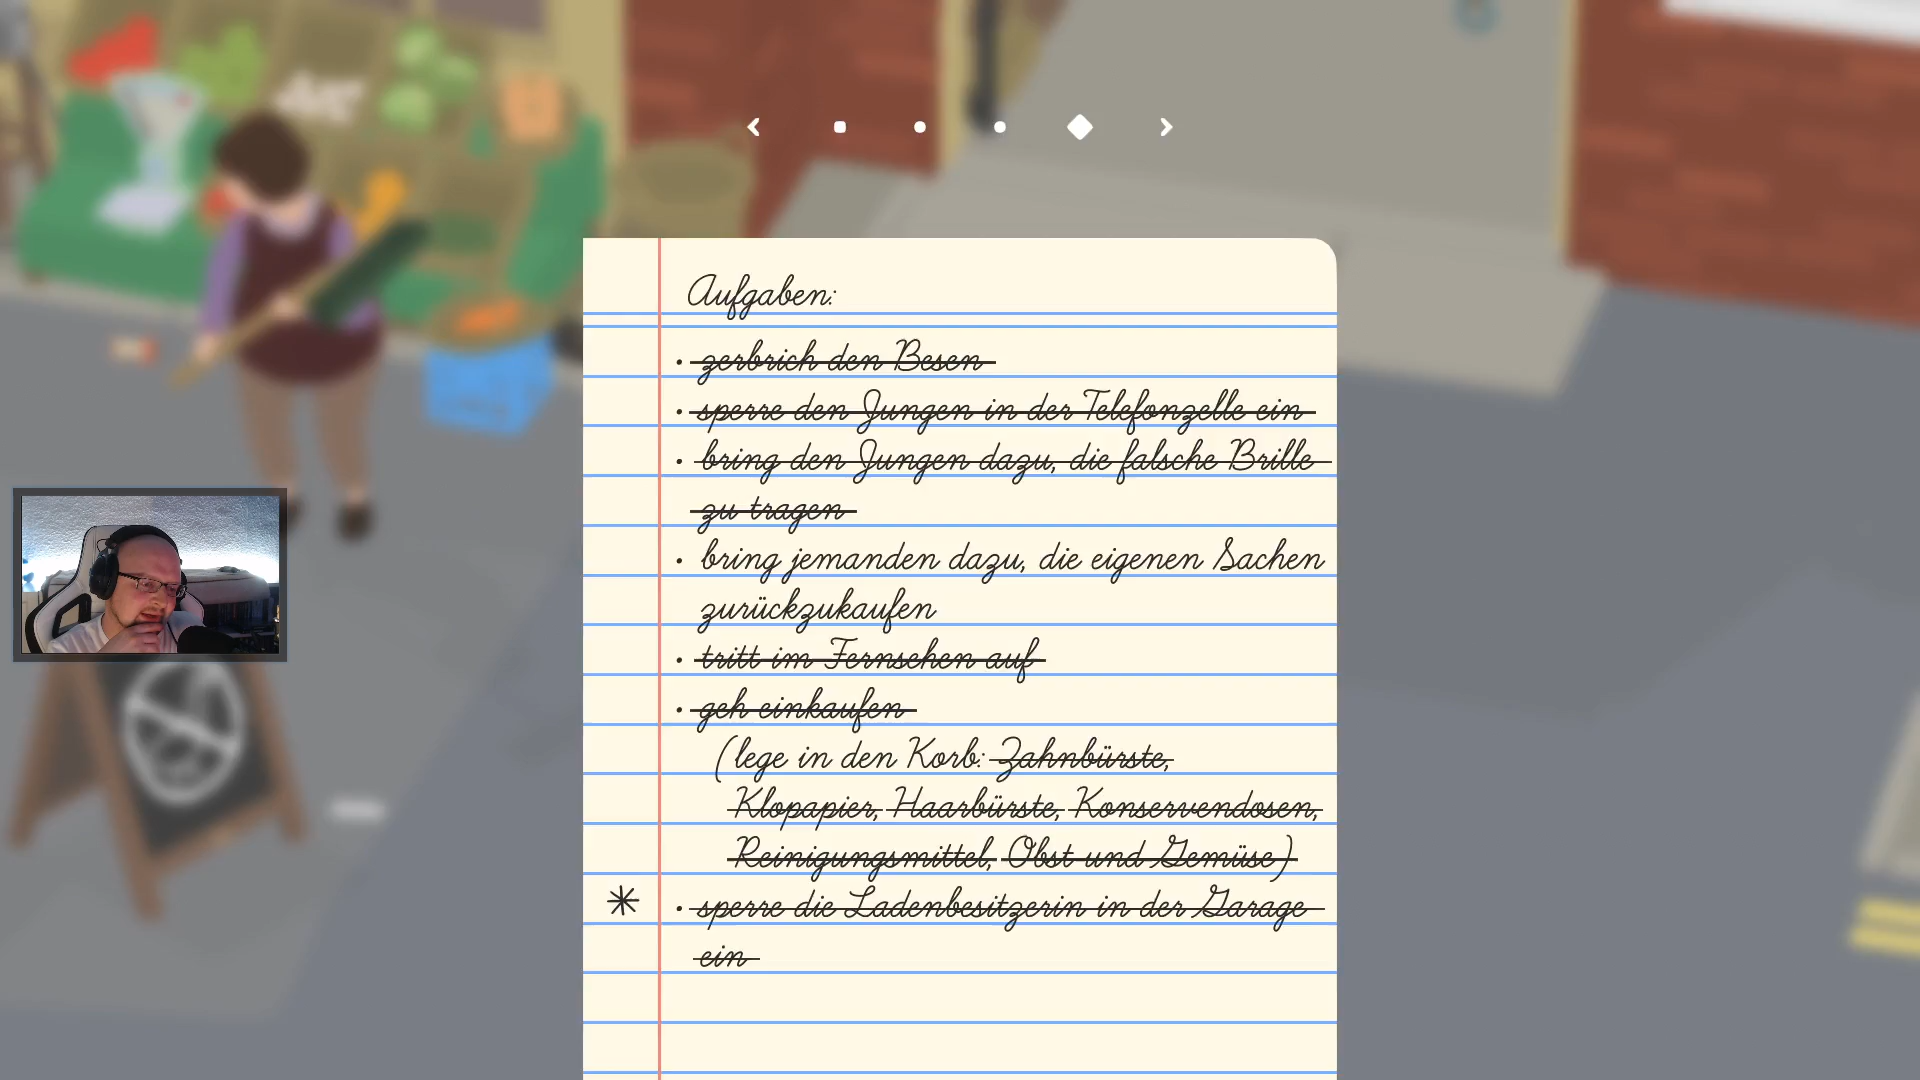 Aufgaben:
• zerbrich den Besen
• sperre den Jungen in der Telefonzelle ein
• bring den Jungen dazu, die falsche Brille
zu tragen
• bring jemanden dazu, die eigenen Sachen
zurückzukaufen
• tritt im Fernsehen auf
• geh einkaufen
(lege in den Korb: Zahnbürste,
Klopapier, Haarbürste, Konservendosen,
Reinigungsmittel, Obst und Gemüse)
• sperre die Ladenbesitzerin in der Garage
ein